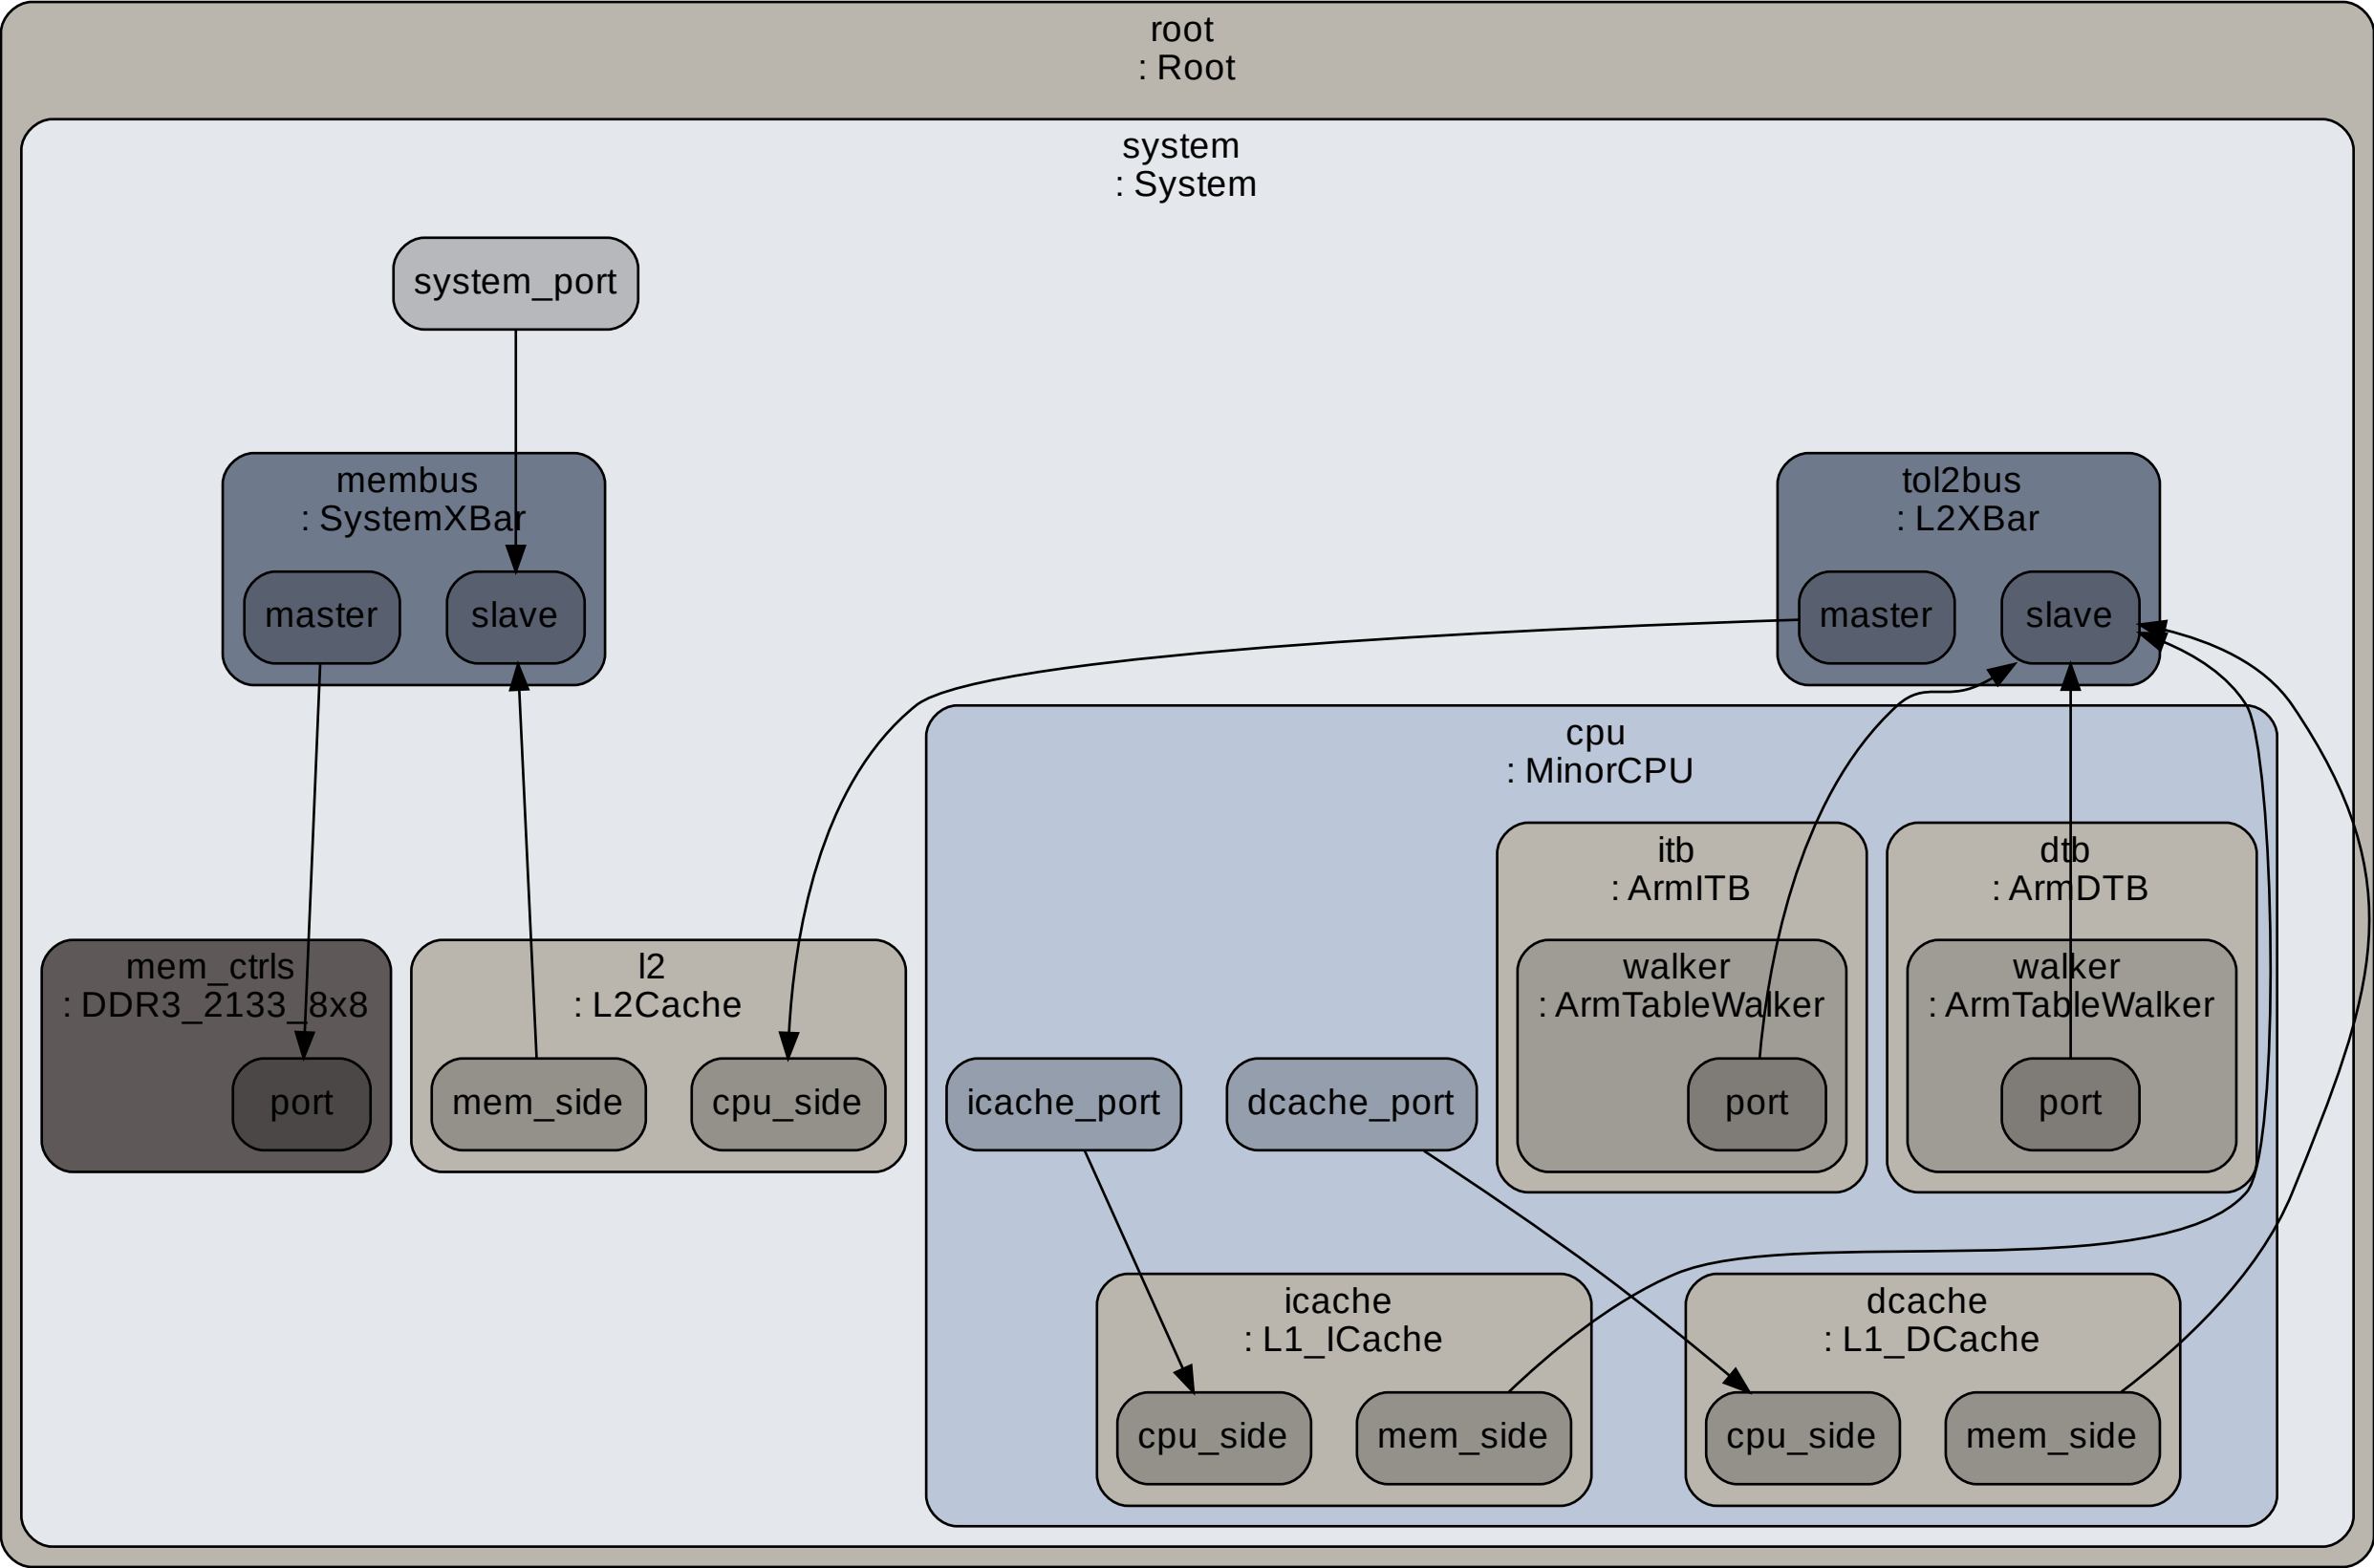 root
: Root
system
: System
system_port
membus
: SystemXBar
master
slave
tol2bus
: L2XBar
master
slave
cpu
: MinorCPU
itb
: ArmITB
walker
: ArmTableWalker
port
dtb
: ArmDTB
walker
: ArmTableWalker
port
mem_ctrls
: DDR3_2133_8x8
port
l2
: L2Cache
mem_side
cpu_side
icache_port
dcache_port
icache
: L1_ICache
cpu_side
mem_side
dcache
: L1_DCache
cpu_side
mem_side